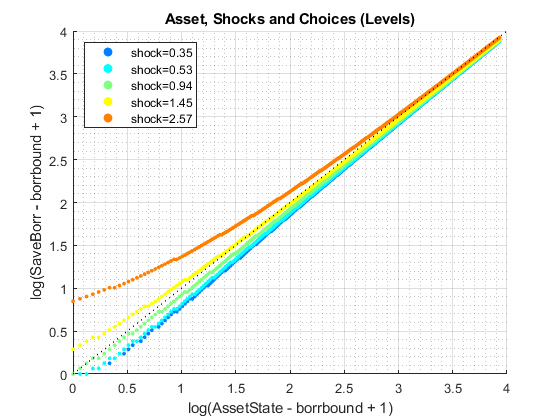 Asset, Shocks and Choices (Levels)
log(SaveBorr - borrbound + 1)
4
3.5
3
2.5
2
1.5
1
0.5
0
shock=0.35
shock=0.53
shock=0.94
shock=1.45
shock=2.57
0 0.5 1 1.5 2 2.5 3 3.5 4
log(AssetState - borrbound + 1)